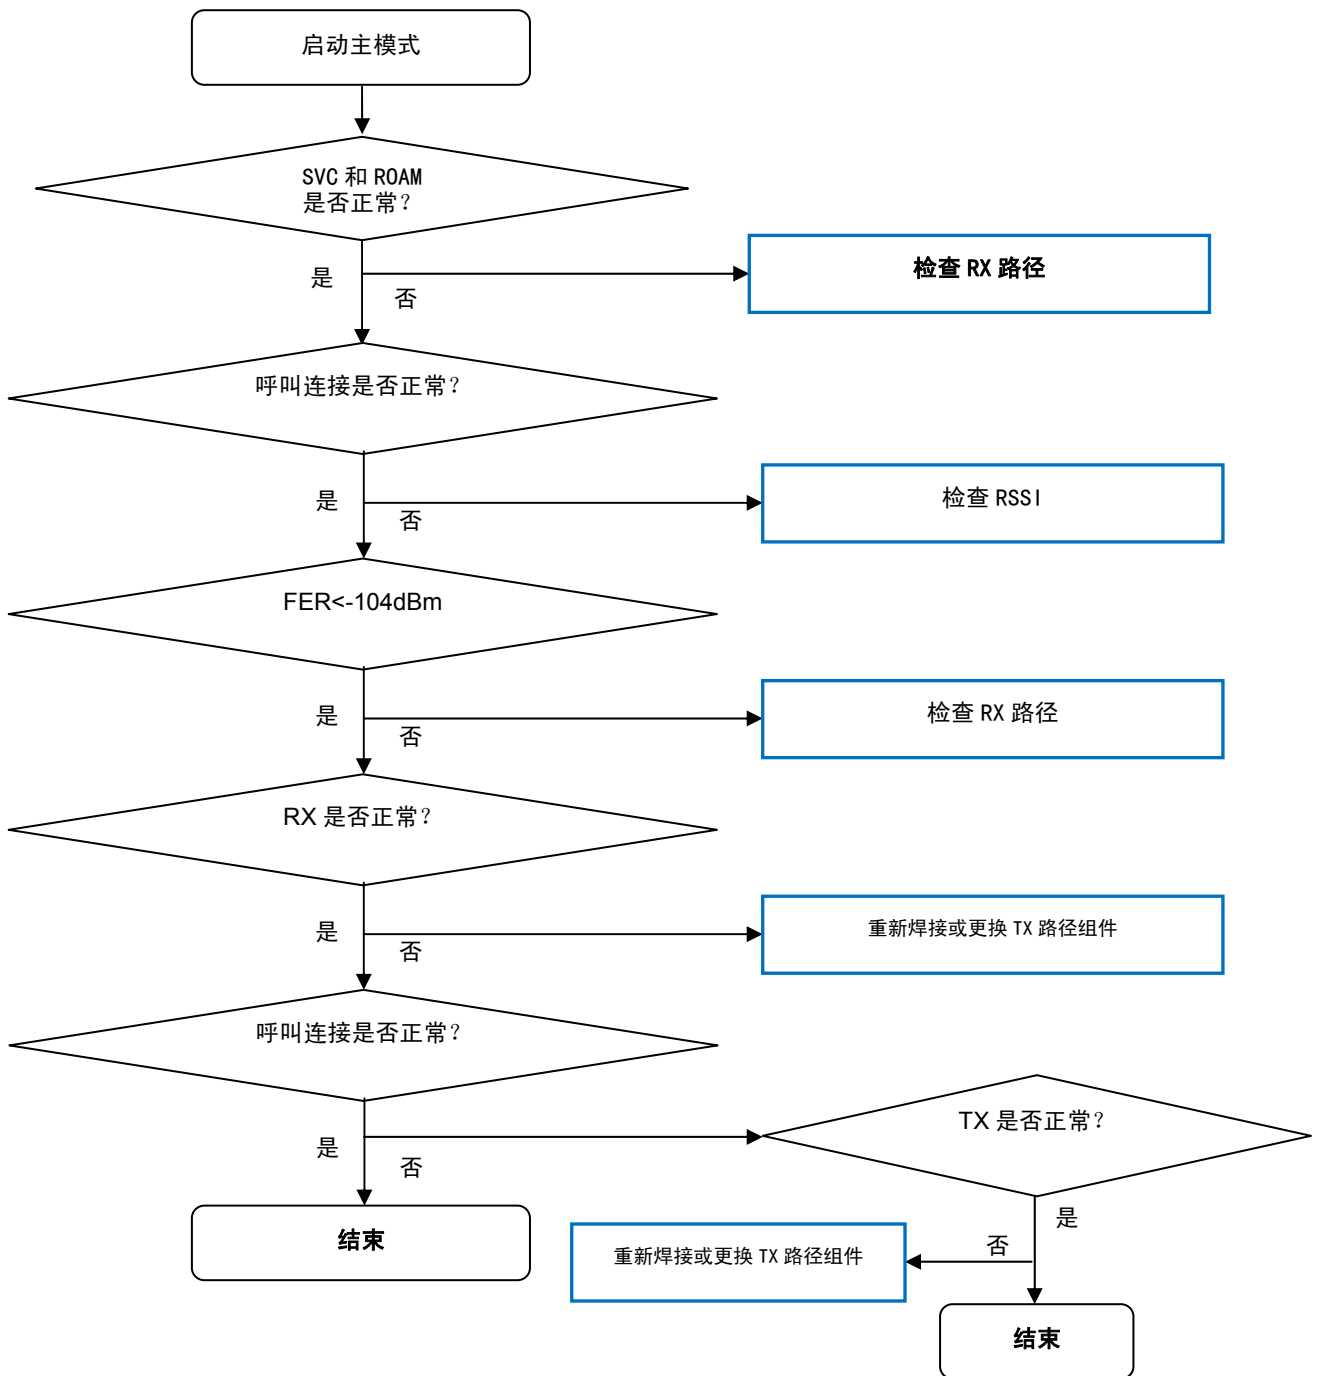 启动主模式
SVC 和 ROAM
是否正常？
是
否
检查 RX 路径
呼叫连接是否正常？
是
否
检查 RSSI
FER<-104dBm
是
否
检查 RX 路径
RX 是否正常？
是
否
重新焊接或更换 TX 路径组件
呼叫连接是否正常？
是
否
TX 是否正常？
是
否
结束
重新焊接或更换 TX 路径组件
结束